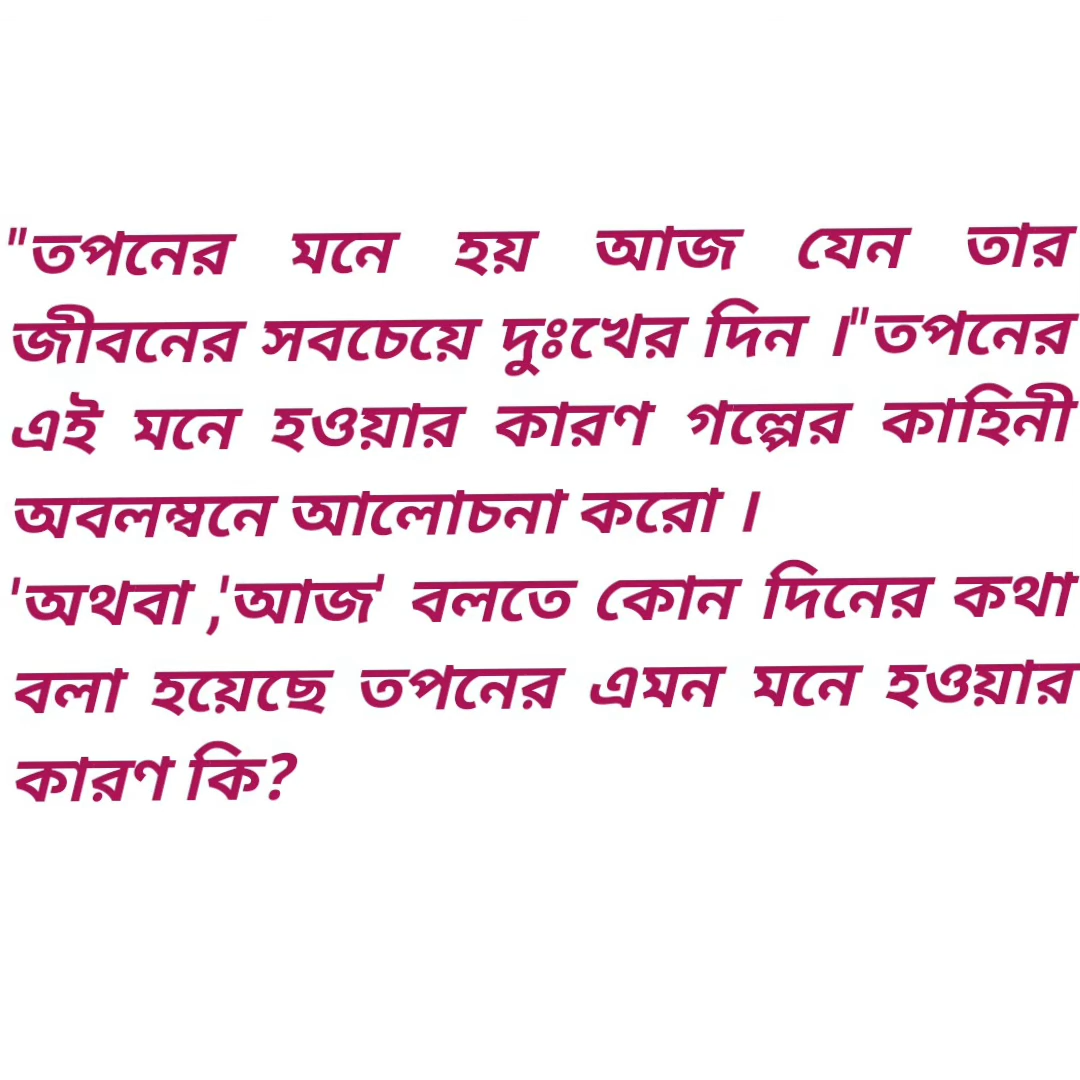 "তপনের মনে হয় আজ যেন তার
জীবনের সবচেয়ে দুঃখের দিন ।"তপনের
এই মনে হওয়ার কারণ গল্পের কাহিনী
অবলম্বনে আলোচনা করো ।
'অথবা ,'আজ' বলতে কোন দিনের কথা
বলা হয়েছে তপনের এমন মনে হওয়ার
কারণ কি?